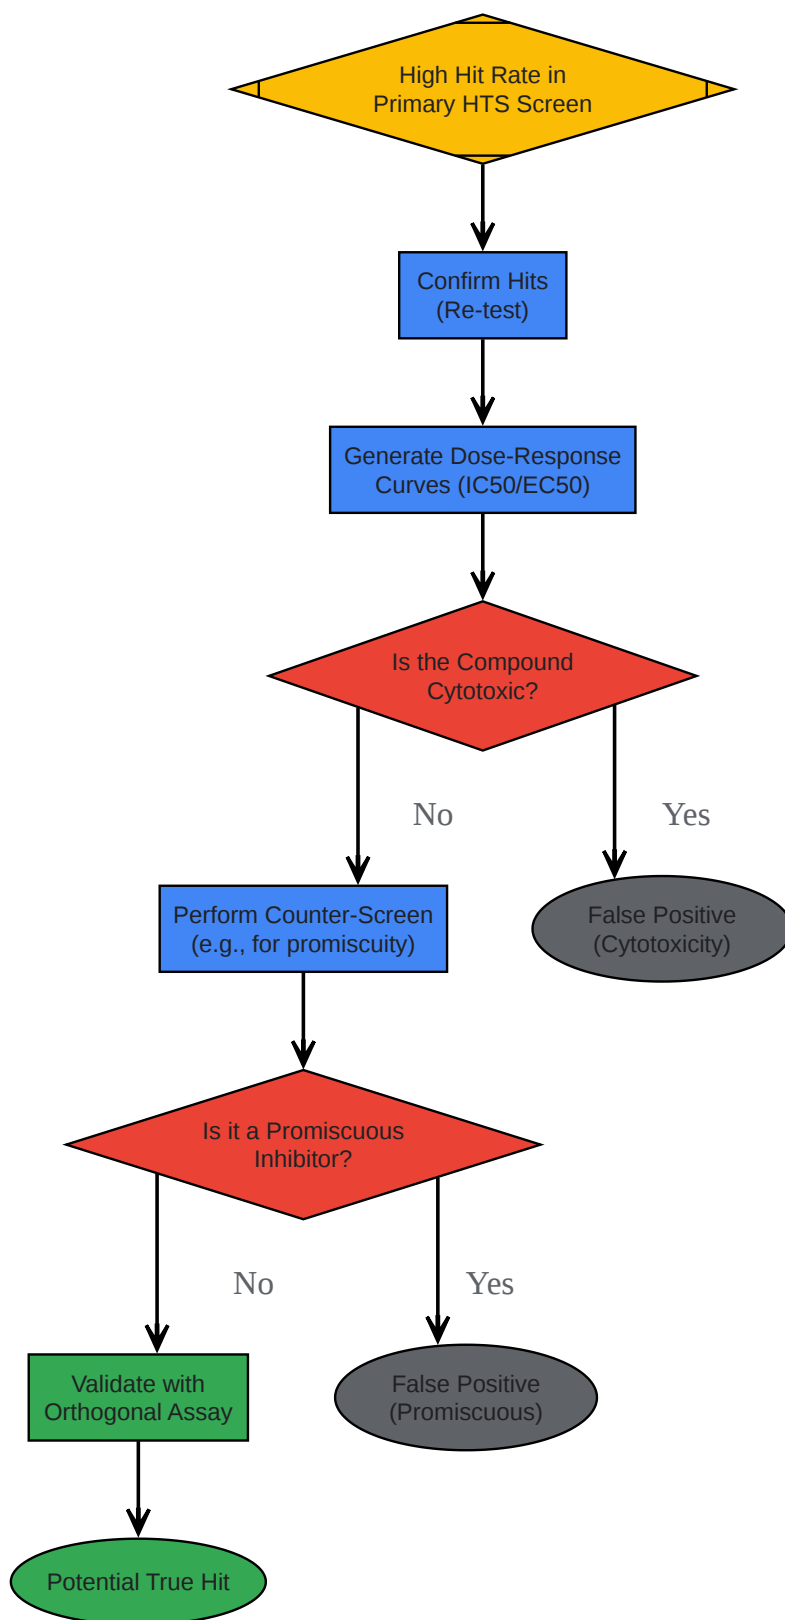 High Hit Rate in
Primary HTS Screen
Confirm Hits
(Re-test)
Generate Dose-Response
Curves (IC50/EC50)
Is the Compound
Cytotoxic?
No
Yes
Perform Counter-Screen
(e.g., for promiscuity)
False Positive
(Cytotoxicity)
Is it a Promiscuous
Inhibitor?
No
Yes
Validate with
Orthogonal Assay
False Positive
(Promiscuous)
Potential True Hit